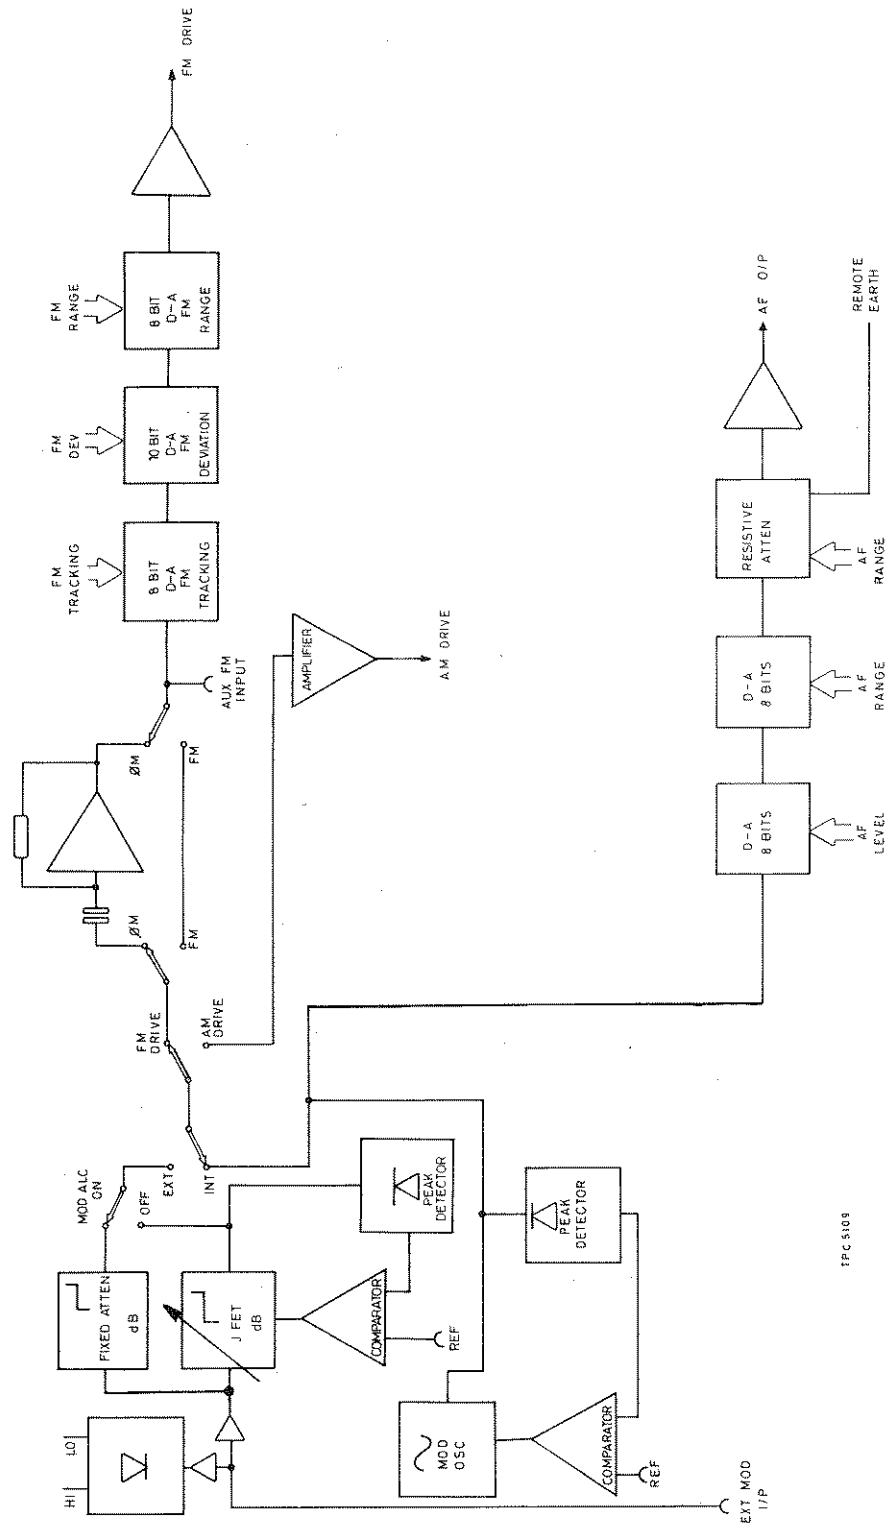 HI
LO
FIXED ATTEN
dB
MOD ALC
ON
OFF
EXT
INT
J FET
dB
COMPARATOR
REF
PEAK
DETECTOR
MOD
OSC
COMPARATOR
REF
PEAK
DETECTOR
EXT MOD
I/P
FM
DRIVE
AM
DRIVE
ØM
FM
ØM
FM
AUX FM
INPUT
AMPLIFIER
AM DRIVE
FM
TRACKING
8 BIT
D-A
FM
TRACKING
FM
DEV
10 BIT
D-A
FM
DEVIATION
FM
RANGE
8 BIT
D-A
FM
RANGE
FM DRIVE
D-A
8 BITS
AF
LEVEL
D-A
8 BITS
AF
RANGE
RESISTIVE
ATTEN
AF
RANGE
AF O/P
REMOTE
EARTH
TPC 5109